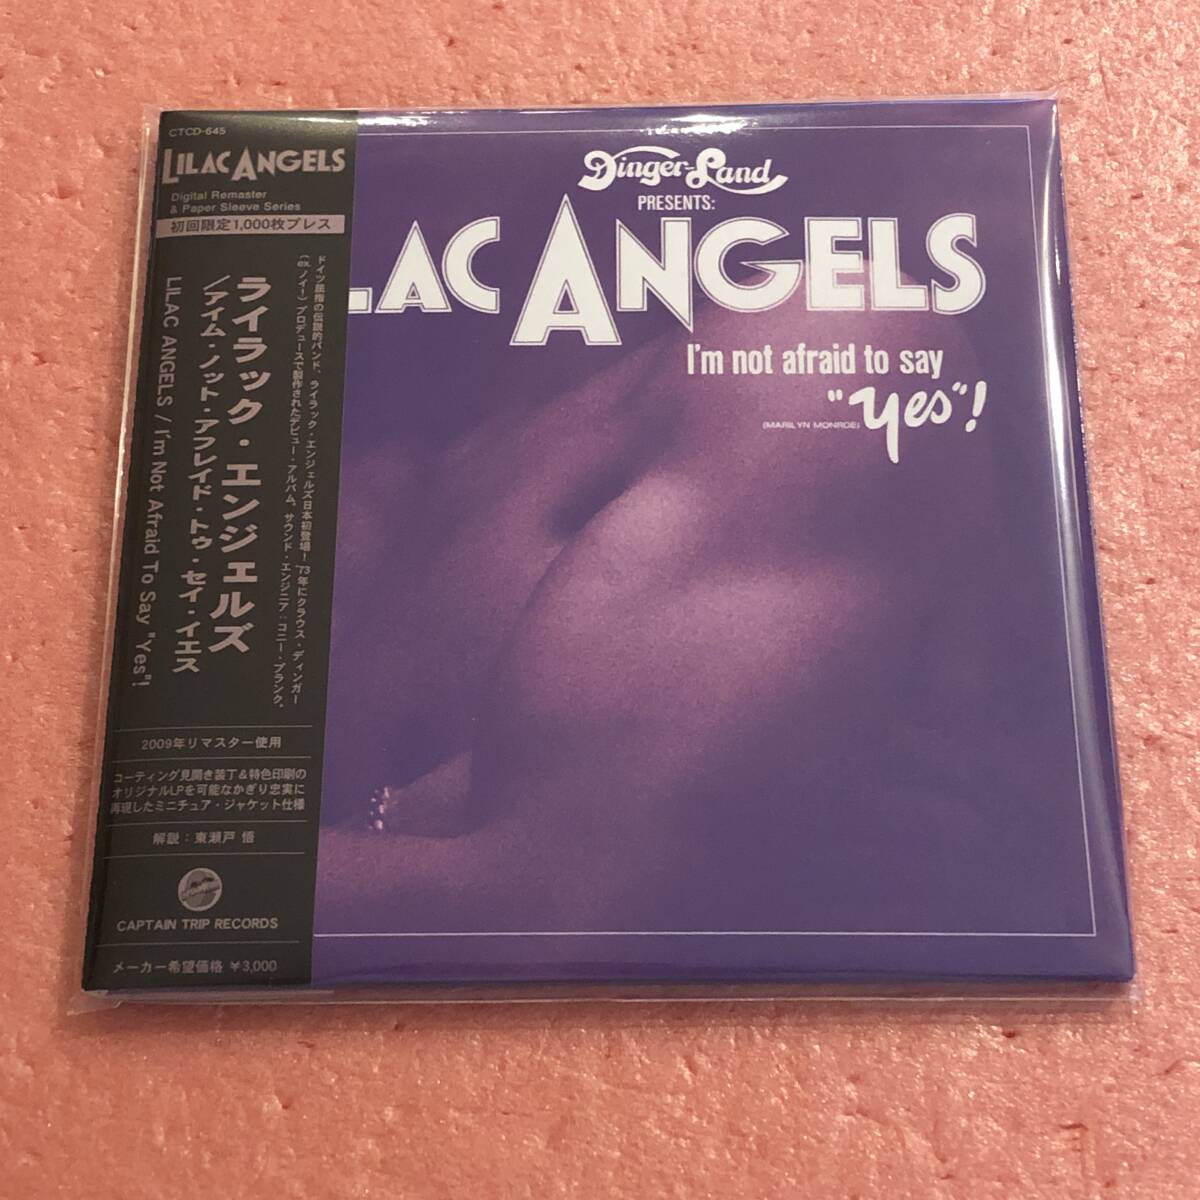 CTCD-645
LILAC ANGELS
Digital Remaster
& Paper Sleeve Series
初回限定1,000枚プレス
ドイツ屈指の伝説的バンド、ライラック・エンジェルズ日本初登場！'73年にクラウス・ディンガー
（ex. ノイ！）プロデュースで製作されたデビュー・アルバム。サウンド・エンジニア：コニー・プランク。
ライラック・エンジェルズ
／アイム・ノット・アフレイド・トゥ・セイ・イエス
LILAC ANGELS / I'm Not Afraid To Say "Yes"!
2009年リマスター使用
コーティング見開き装丁＆特色印刷の
オリジナルLPを可能なかぎり忠実に
再現したミニチュア・ジャケット仕様
解説：東瀬戸 悟
CAPTAIN TRIP RECORDS
メーカー希望価格 ¥3,000
Dinger-Land
PRESENTS:
LAC ANGELS
I'm not afraid to say
"Yes"!
(MARILYN MONROE)